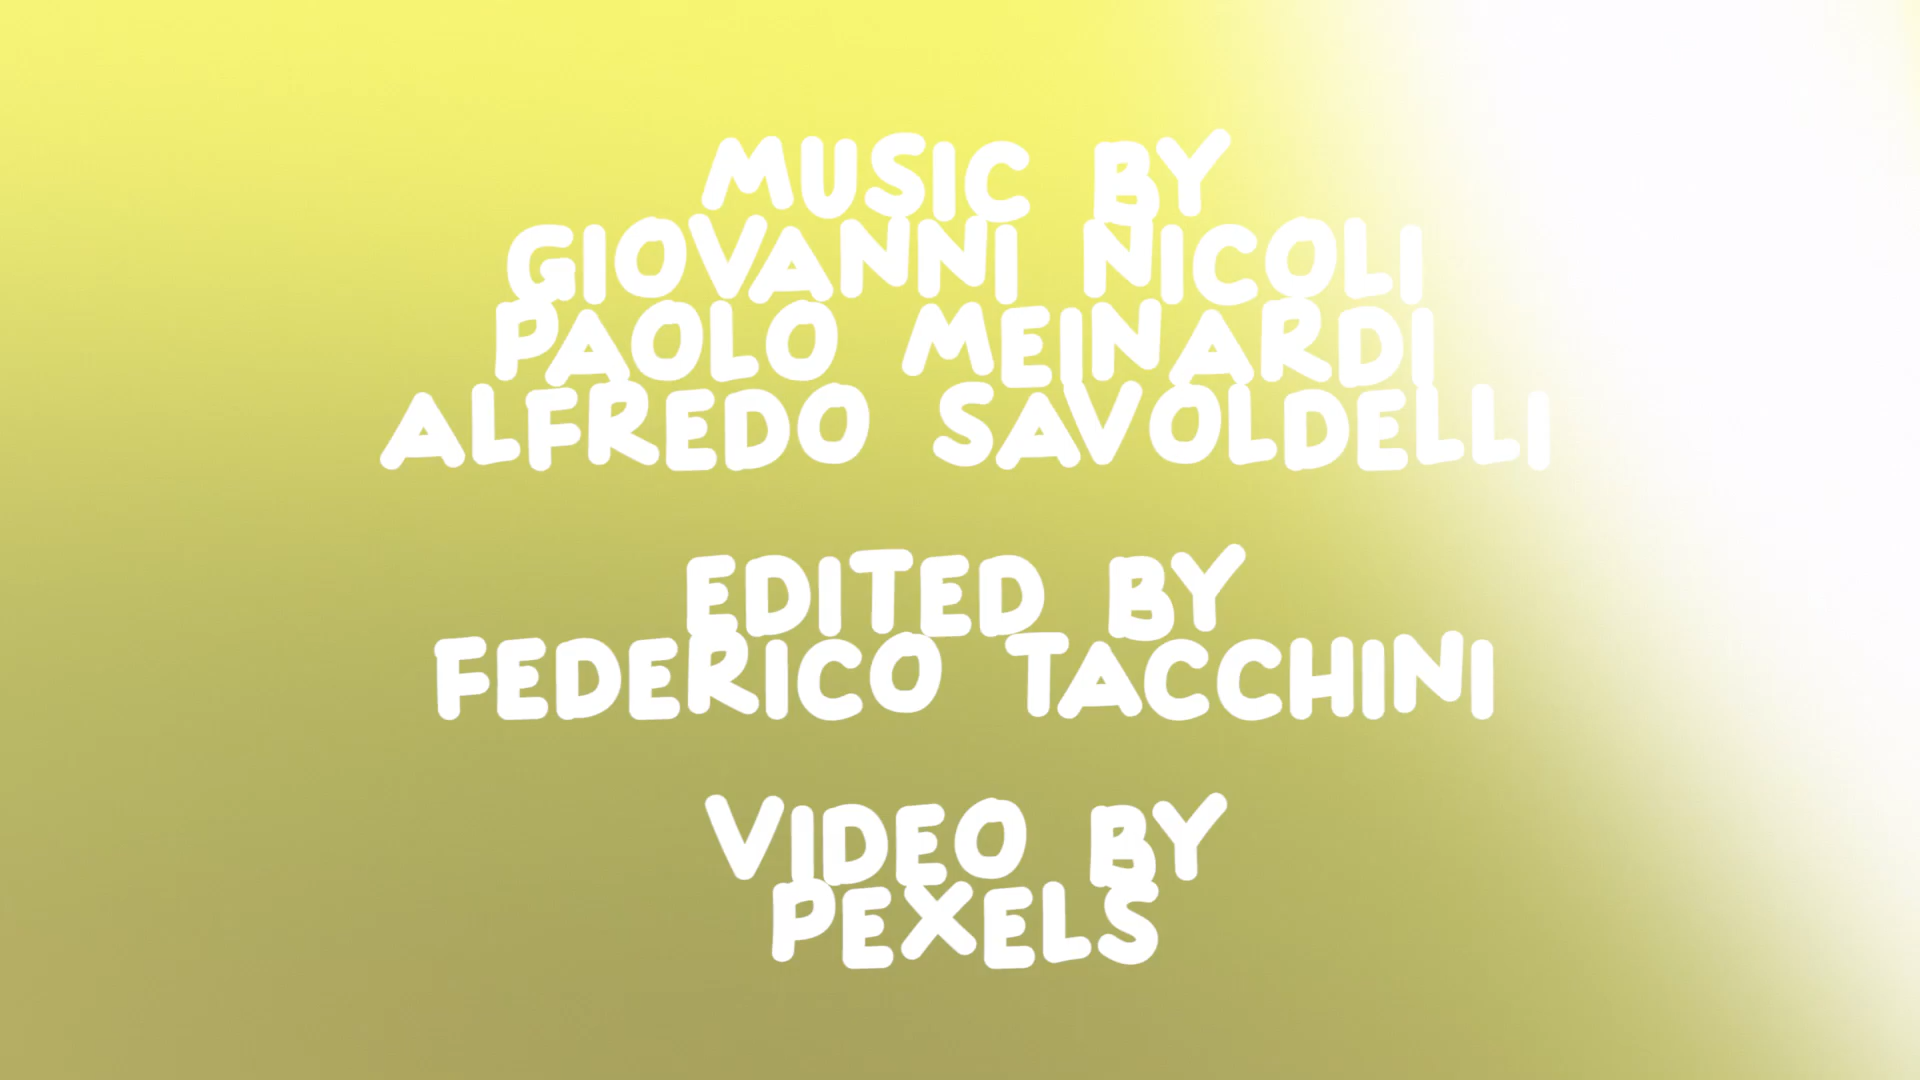 MUSIC BY
GIOVANNI NICOLI
PAOLO MEINARDI
ALFREDO SAVOLDELLI
EDITED BY
FEDERICO TACCHINI
VIDEO BY
PEXELS